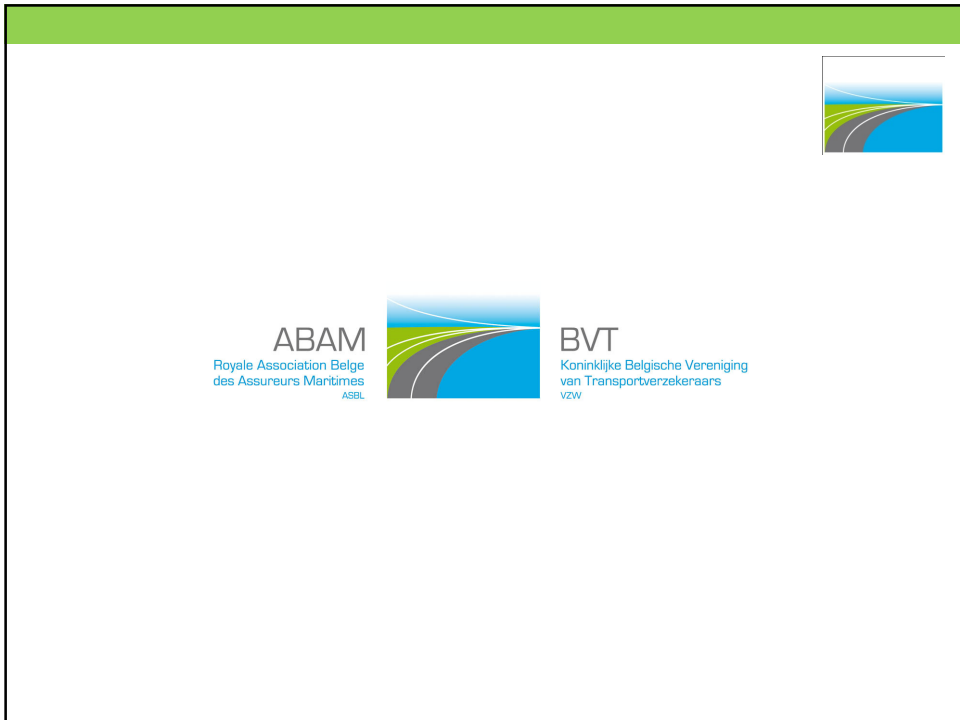 ABAM
Royale Association Belge
des Assureurs Maritimes
ASBL
BVT
Koninklijke Belgische Vereniging
van Transportverzekeraars
VZW